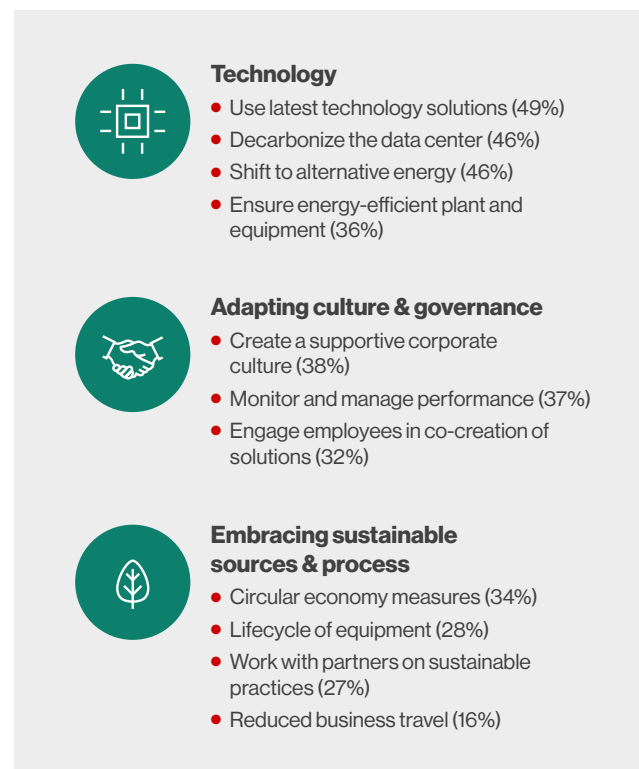 Technology
• Use latest technology solutions (49%)
• Decarbonize the data center (46%)
• Shift to alternative energy (46%)
• Ensure energy-efficient plant and
equipment (36%)
Adapting culture & governance
• Create a supportive corporate
culture (38%)
• Monitor and manage performance (37%)
• Engage employees in co-creation of
solutions (32%)
Embracing sustainable
sources & process
• Circular economy measures (34%)
• Lifecycle of equipment (28%)
• Work with partners on sustainable
practices (27%)
• Reduced business travel (16%)